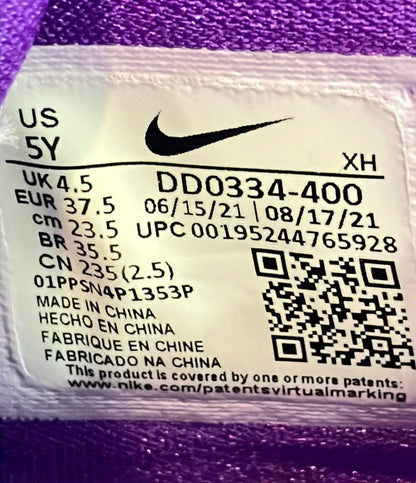 US
5Y
XH
UK 4.5
DD0334-400
EUR 37.5
06/15/21 | 08/17/21
cm 23.5
UPC 00195244765928
BR 35.5
CN 235(2.5)
01PPSN4P1353P
MADE IN CHINA
HECHO EN CHINA
FABRIQUE EN CHINE
FABRICADO NA CHINA
This product is covered by one or more patents:
www.nike.com/patentsvirtualmarking